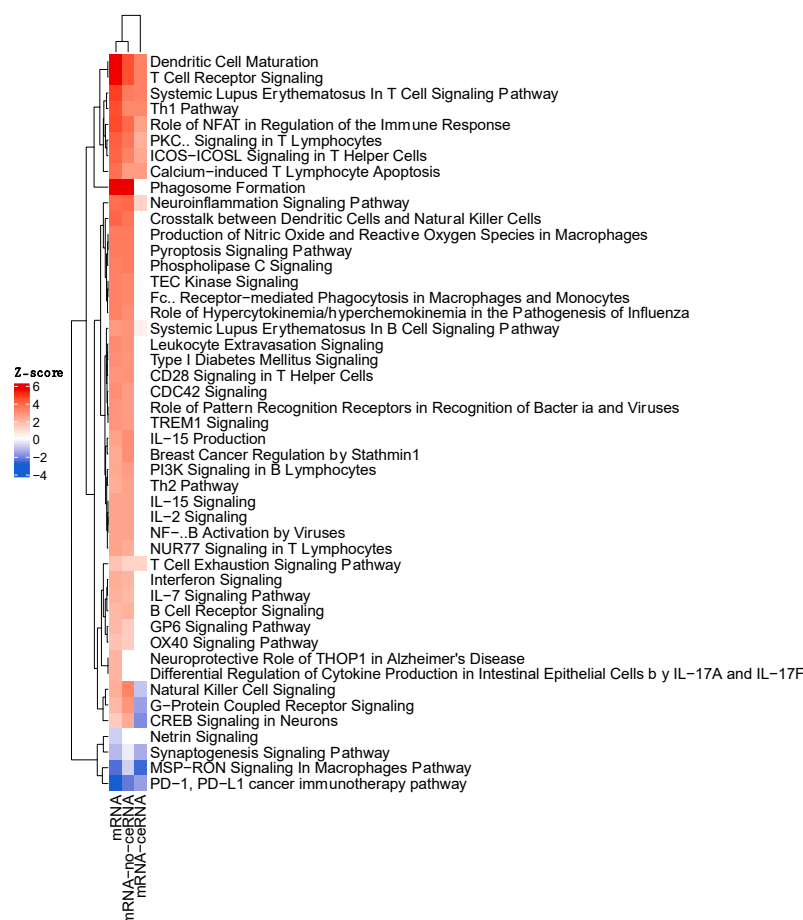 Dendritic Cell Maturation
T Cell Receptor Signaling
Systemic Lupus Erythematosus In T Cell Signaling Pathway
Th1 Pathway
Role of NFAT in Regulation of the Immune Response
PKC.. Signaling in T Lymphocytes
ICOS−ICOSL Signaling in T Helper Cells
Calcium−induced T Lymphocyte Apoptosis
Phagosome Formation
Neuroinflammation Signaling Pathway
Crosstalk between Dendritic Cells and Natural Killer Cells
Production of Nitric Oxide and Reactive Oxygen Species in Macrophages
Pyroptosis Signaling Pathway
Phospholipase C Signaling
TEC Kinase Signaling
Fc.. Receptor−mediated Phagocytosis in Macrophages and Monocytes
Role of Hypercytokinemia/hyperchemokinemia in the Pathogenesis of Influenza
Systemic Lupus Erythematosus In B Cell Signaling Pathway
Leukocyte Extravasation Signaling
Type I Diabetes Mellitus Signaling
CD28 Signaling in T Helper Cells
CDC42 Signaling
Role of Pattern Recognition Receptors in Recognition of Bacter ia and Viruses
TREM1 Signaling
IL−15 Production
Breast Cancer Regulation by Stathmin1
PI3K Signaling in B Lymphocytes
Th2 Pathway
IL−15 Signaling
IL−2 Signaling
NF−..B Activation by Viruses
NUR77 Signaling in T Lymphocytes
T Cell Exhaustion Signaling Pathway
Interferon Signaling
IL−7 Signaling Pathway
B Cell Receptor Signaling
GP6 Signaling Pathway
OX40 Signaling Pathway
Neuroprotective Role of THOP1 in Alzheimer's Disease
Differential Regulation of Cytokine Production in Intestinal Epithelial Cells b y IL−17A and IL−17F
Natural Killer Cell Signaling
G−Protein Coupled Receptor Signaling
CREB Signaling in Neurons
Netrin Signaling
Synaptogenesis Signaling Pathway
MSP−RON Signaling In Macrophages Pathway
PD−1, PD−L1 cancer immunotherapy pathway
Z-score
6
4
2
0
−2
−4
mRNA
mRNA−no−ceRNA
mRNA−ceRNA